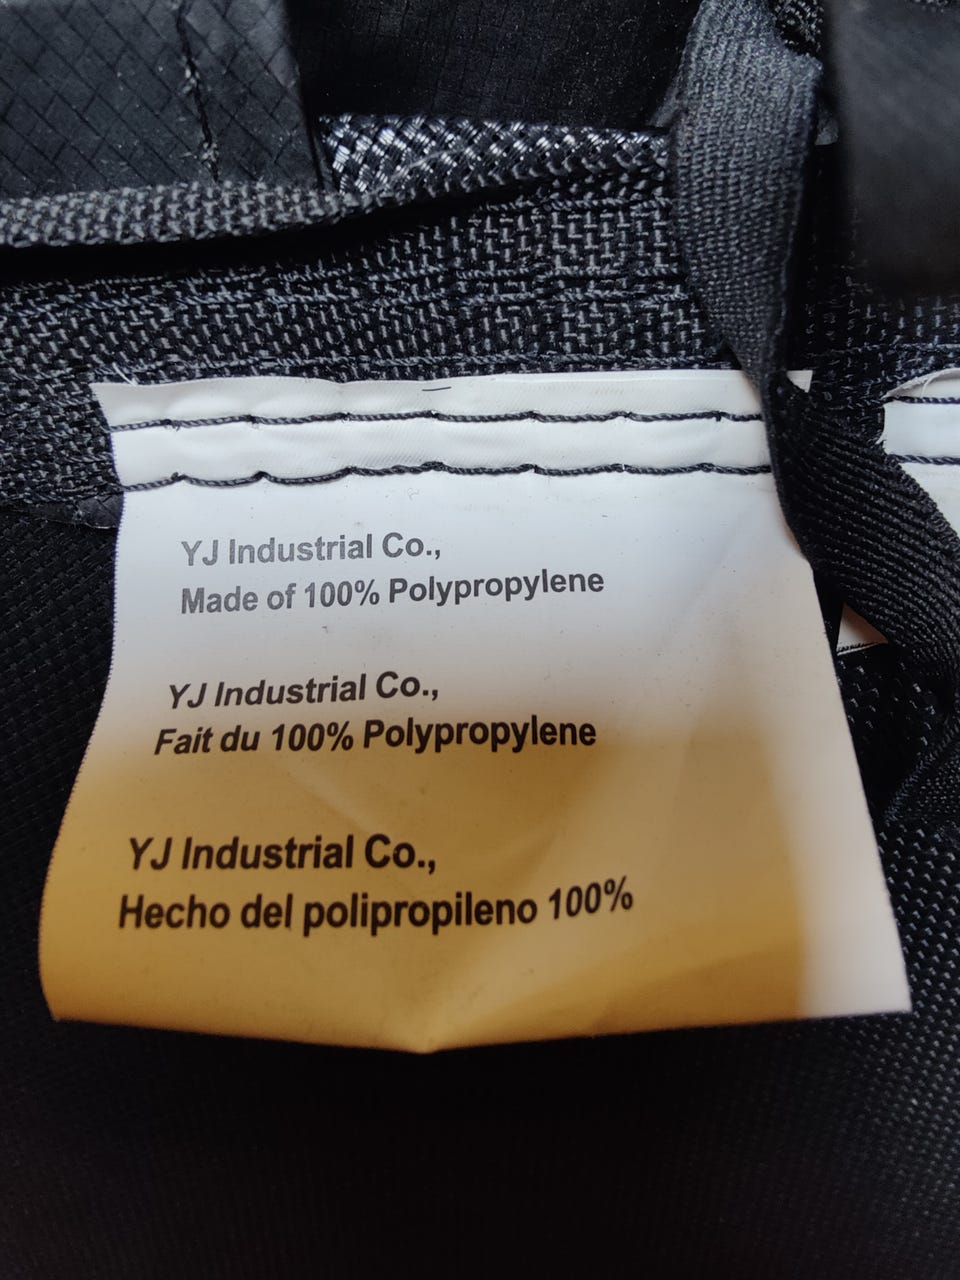 YJ Industrial Co.,
Made of 100% Polypropylene
YJ Industrial Co.,
Fait du 100% Polypropylene
YJ Industrial Co.,
Hecho del polipropileno 100%